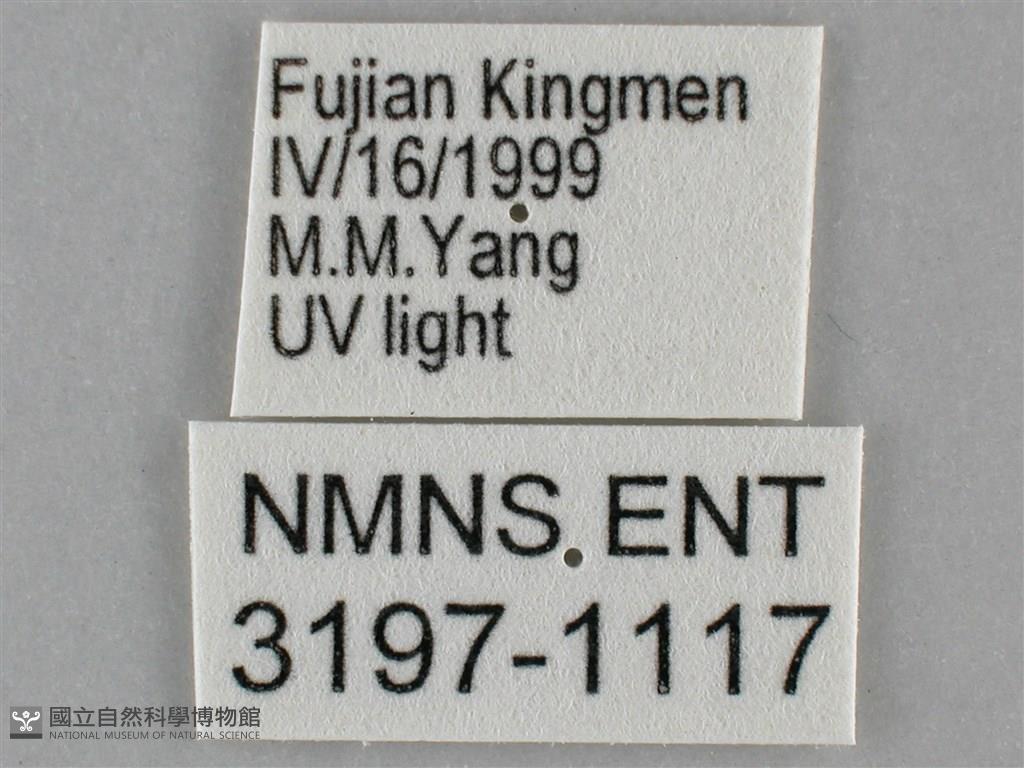 Fujian Kingmen
IV/16/1999
M.M.Yang
UV light
NMNS ENT
3197-1117
國立自然科學博物館
NATIONAL MUSEUM OF NATURAL SCIENCE